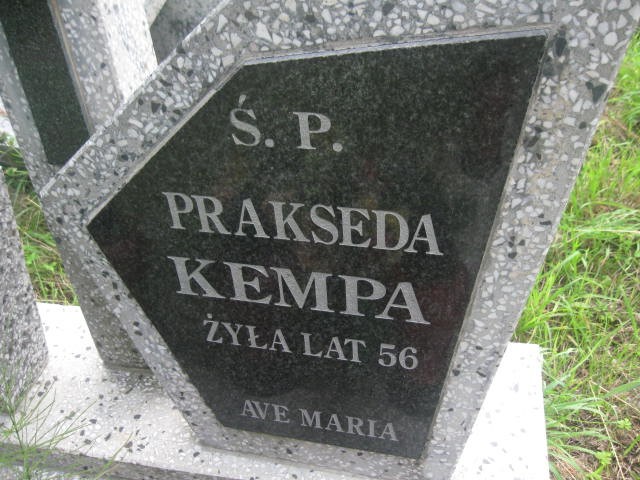 Ś. P.
PRAKSEDA
KEMPA
ŻYŁA LAT 56
AVE MARIA